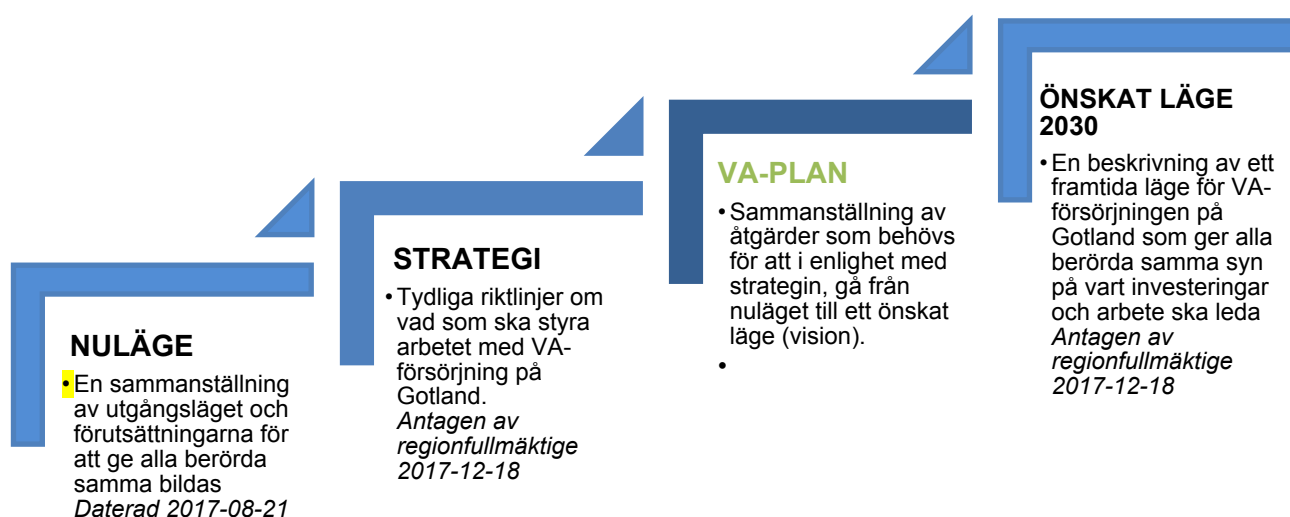 NULÄGE
•En sammanställning
av utgångsläget och
förutsättningarna för
att ge alla berörda
samma bildas
Daterad 2017-08-21
STRATEGI
•Tydliga riktlinjer om
vad som ska styra
arbetet med VA-
försörjning på
Gotland.
Antagen av
regionfullmäktige
2017-12-18
VA-PLAN
•Sammanställning av
åtgärder som behövs
för att i enlighet med
strategin, gå från
nuläget till ett önskat
läge (vision).
•
ÖNSKAT LÄGE
2030
•En beskrivning av ett
framtida läge för VA-
försörjningen på
Gotland som ger alla
berörda samma syn
på vart investeringar
och arbete ska leda
Antagen av
regionfullmäktige
2017-12-18